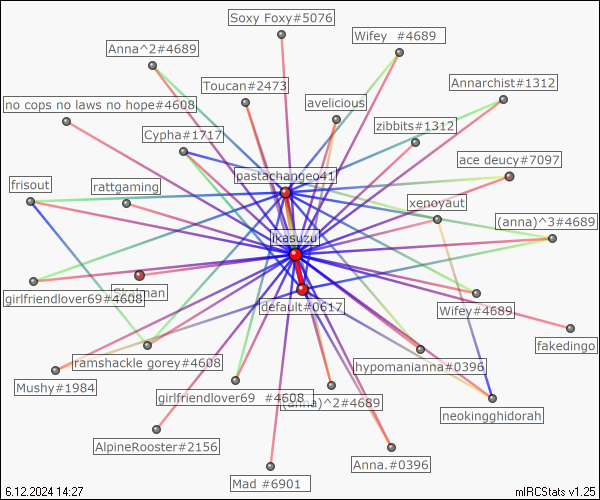 Soxy Foxy#5076
Wifey  #4689
Anna^2#4689
Toucan#2473
Annarchist#1312
no cops no laws no hope#4608
avelicious
zibbits#1312
Cypha#1717
ace deucy#7097
pastachangeo41
frisout
rattgaming
xenoyaut
(anna)^3#4689
ikasuzu
girlfriendlover69#4608
default#0617
Wifey#4689
fakedingo
ramshackle gorey#4608
hypomanianna#0396
Mushy#1984
girlfriendlover69  #4608
(anna)^2#4689
neokingghidorah
AlpineRooster#2156
Anna.#0396
Mad #6901
6.12.2024 14:27
mIRCStats v1.25